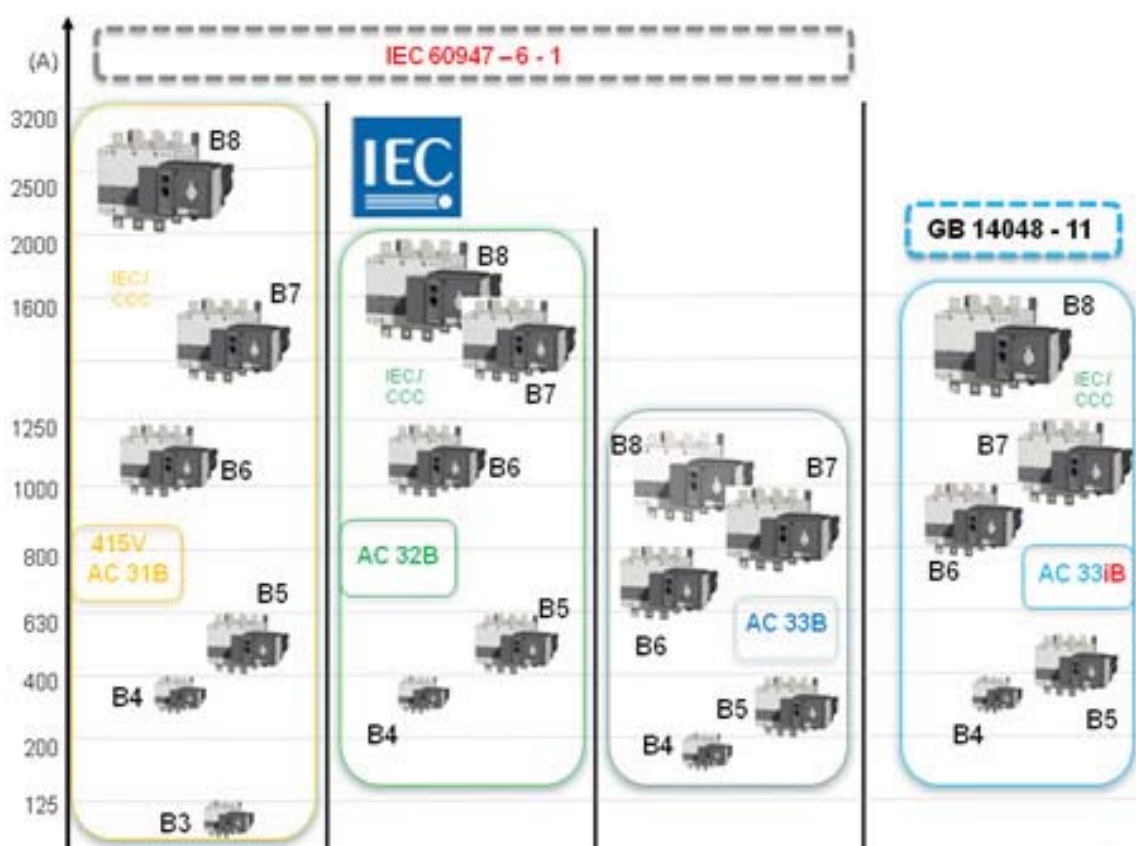 (A)
IEC 60947 – 6 - 1
3200
2500
2000
1600
1250
1000
800
630
400
200
125
B8
IEC /
CCC
B7
B6
415V
AC 31B
B5
B4
B3
IEC
B8
B7
IEC /
CCC
B6
AC 32B
B5
B4
B8
B7
B6
AC 33B
B5
B4
GB 14048 - 11
B8
IEC /
CCC
B7
B6
AC 33iB
B4
B5